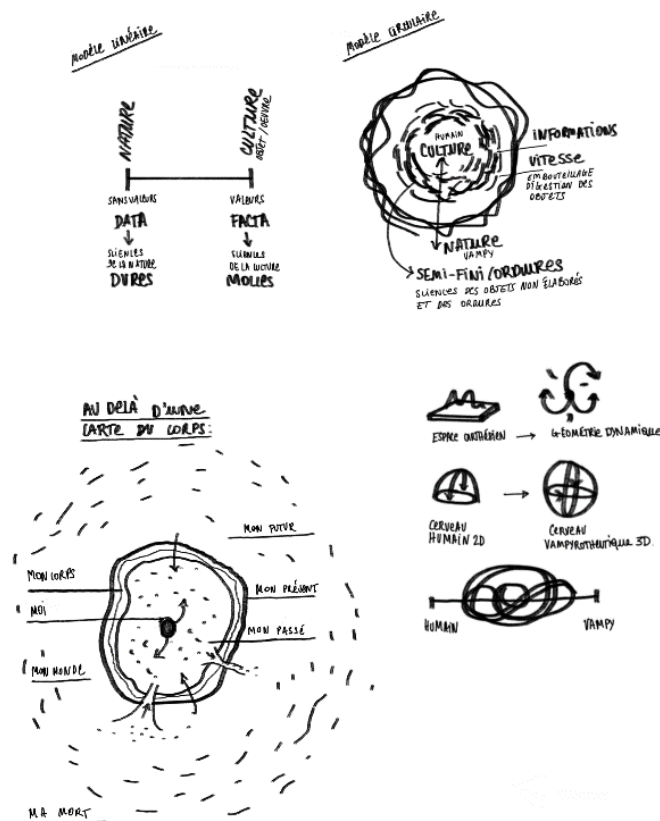 MODÈLE LINÉAIRE
NATURE
CULTURE
OBJET/OEUVRE
SANS VALEURS
DATA
SCIENCES
DE LA NATURE
DURES
VALEURS
FACTA
SCIENCES
DE LA CULTURE
MOLLES
MODÈLE CIRCULAIRE
HUMAIN
CULTURE
INFORMATIONS
VITESSE
EMBOUTEILLAGE
DIGESTION DES
OBJETS
NATURE
VAMPY
SEMI-FINI/ORDURES
SCIENCES DES OBJETS NON ÉLABORÉS
ET DES ORDURES
AU DELÀ D'UNE
CARTE DU CORPS:
MON FUTUR
MON CORPS
MON PRÉSENT
MOI
MON PASSÉ
MON MONDE
MA MORT
ESPACE CARTHÉSIEN
GÉOMÉTRIE DYNAMIQUE
CERVEAU
HUMAIN 2D
CERVEAU
VAMPYROTHEUTIQUE 3D.
HUMAIN
VAMPY